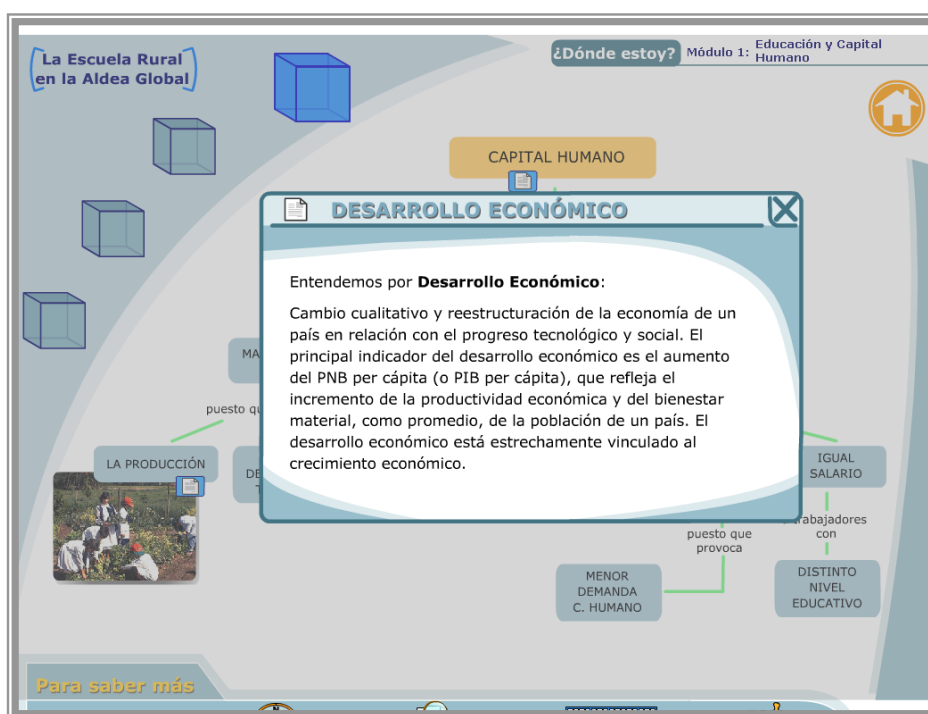 La Escuela Rural
en la Aldea Global
¿Dónde estoy?
Módulo 1:
Educación y Capital
Humano
CAPITAL HUMANO
DESARROLLO ECONÓMICO
Entendemos por Desarrollo Económico:
Cambio cualitativo y reestructuración de la economía de un
país en relación con el progreso tecnológico y social. El
principal indicador del desarrollo económico es el aumento
del PNB per cápita (o PIB per cápita), que refleja el
incremento de la productividad económica y del bienestar
material, como promedio, de la población de un país. El
desarrollo económico está estrechamente vinculado al
crecimiento económico.
MA
puesto qu
LA PRODUCCIÓN
DE
T
IGUAL
SALARIO
rabajadores
con
puesto que
provoca
MENOR
DEMANDA
C. HUMANO
DISTINTO
NIVEL
EDUCATIVO
Para saber más